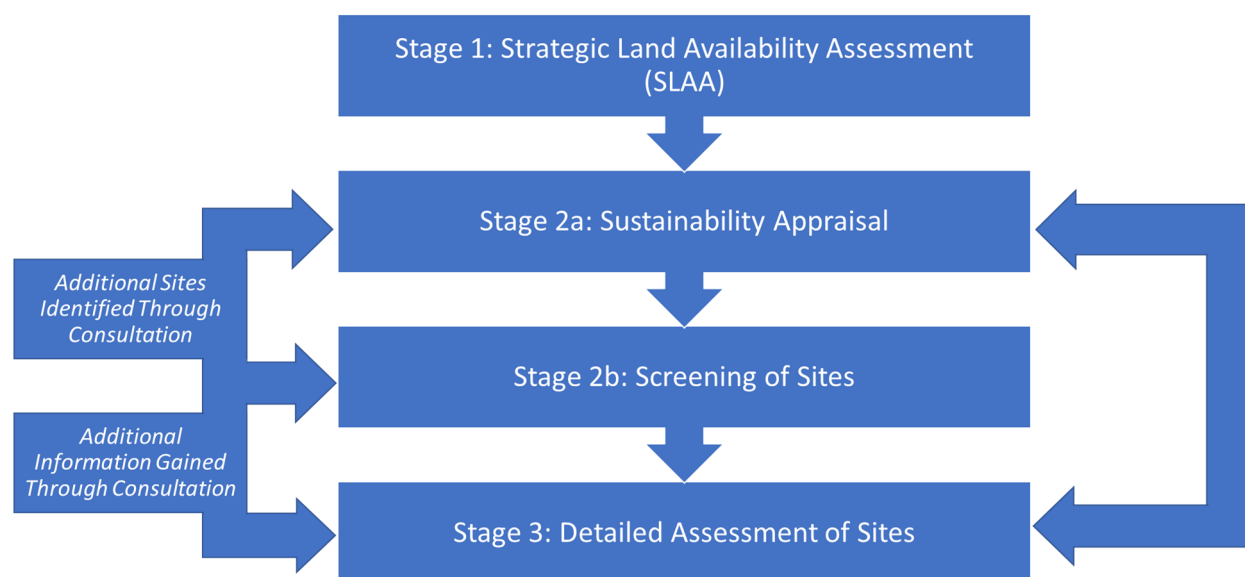 Stage 1: Strategic Land Availability Assessment
(SLAA)
Stage 2a: Sustainability Appraisal
Additional Sites
Identified Through
Consultation
Stage 2b: Screening of Sites
Additional
Information Gained
Through Consultation
Stage 3: Detailed Assessment of Sites